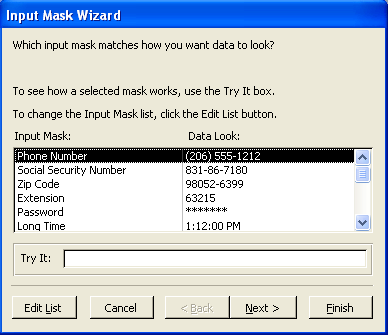 Input Mask Wizard
Which input mask matches how you want data to look?
To see how a selected mask works, use the Try It box.
To change the Input Mask list, click the Edit List button.
Input Mask: Data Look:
Phone Number (206) 555-1212
Social Security Number 831-86-7180
Zip Code 98052-6399
Extension 63215
Password *******
Long Time 1:12:00 PM
Try It:
Edit List Cancel < Back Next > Finish